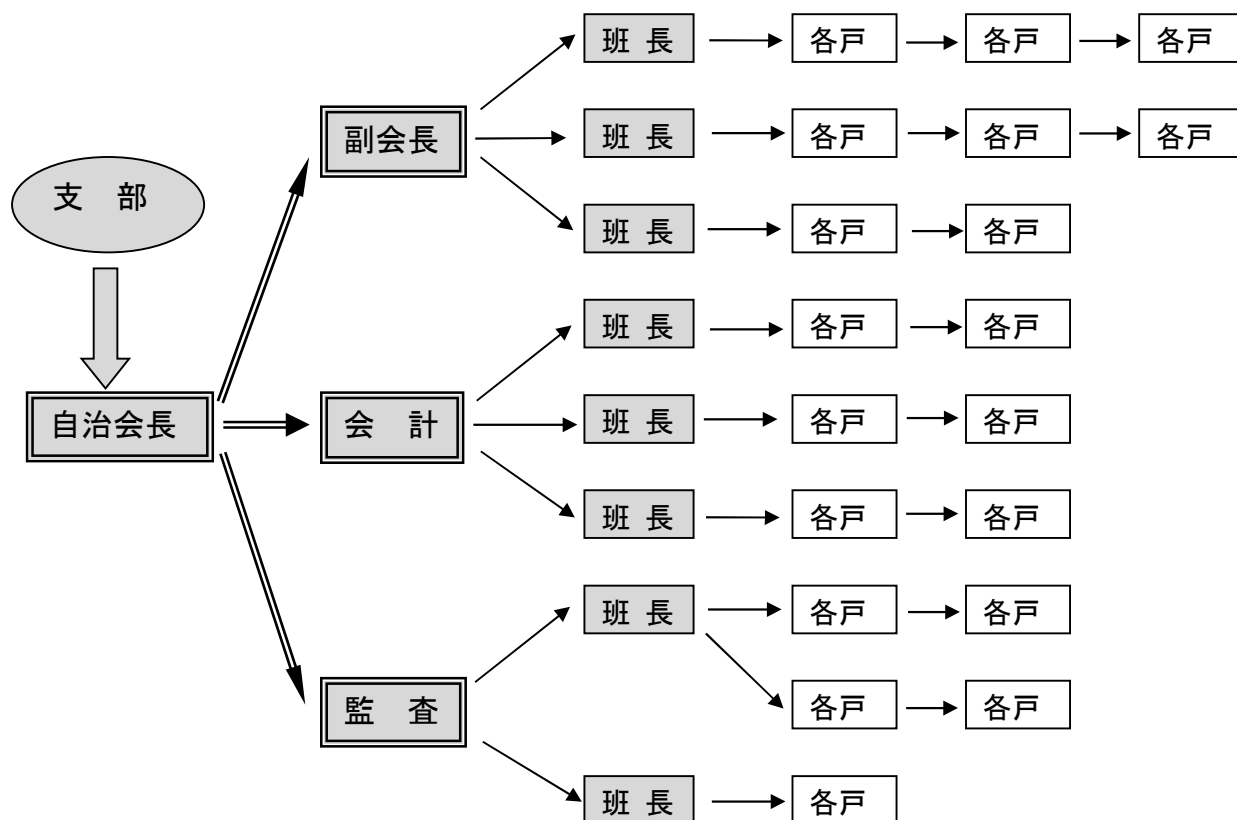 班 長 各戸 各戸 各戸
副会長 班 長 各戸 各戸 各戸
支 部 班 長 各戸 各戸
班 長 各戸 各戸
自治会長 会 計 班 長 各戸 各戸
班 長 各戸 各戸
班 長 各戸 各戸
監 査 各戸 各戸
班 長 各戸